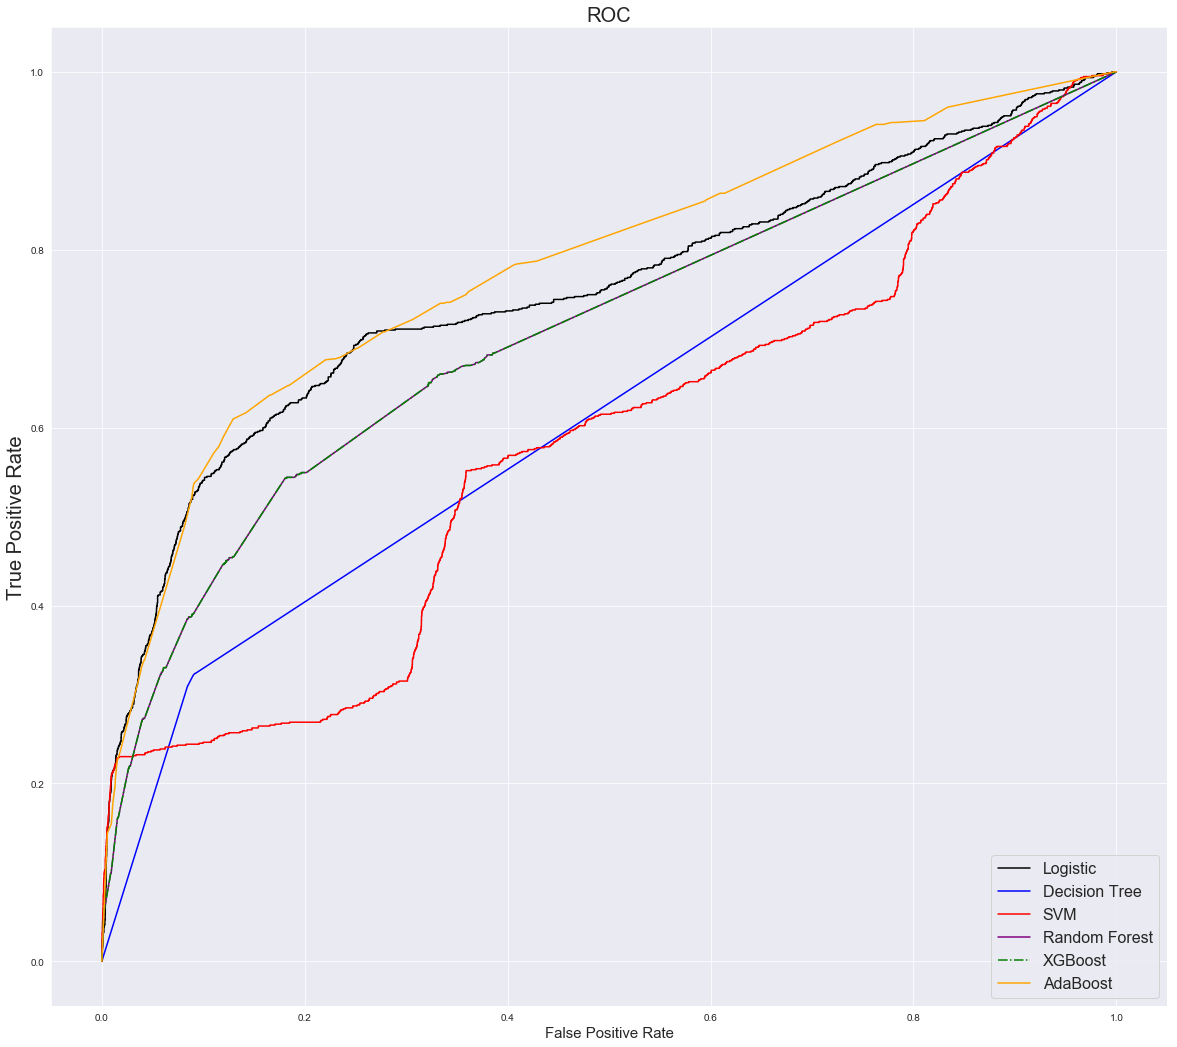 ROC
True Positive Rate
1.0
0.8
0.6
0.4
0.2
0.0
0.0 0.2 0.4 0.6 0.8 1.0
False Positive Rate
Logistic
Decision Tree
SVM
Random Forest
XGBoost
AdaBoost